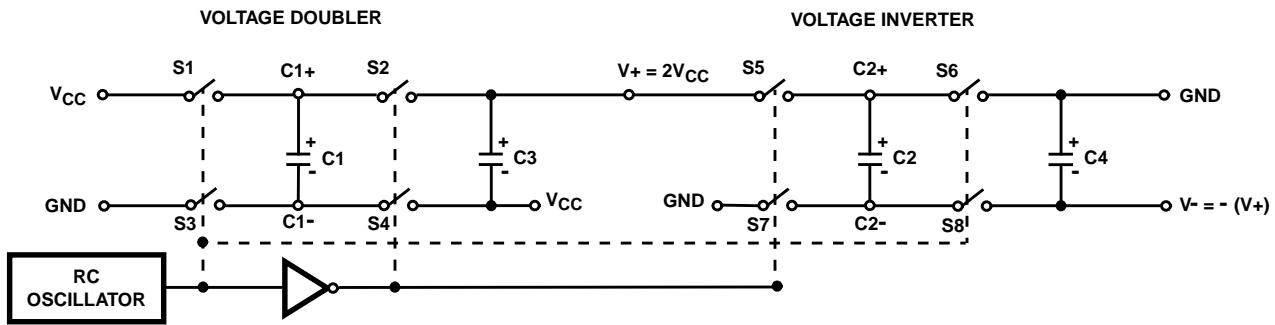 VOLTAGE DOUBLER
VOLTAGE INVERTER
S1
C1+
S2
V+ = 2VCC
S5
C2+
S6
VCC
GND
+
C1
-
+
C3
-
+
C2
-
+
C4
-
GND
S3
C1-
S4
VCC
GND
S7
C2-
S8
V- = - (V+)
RC
OSCILLATOR